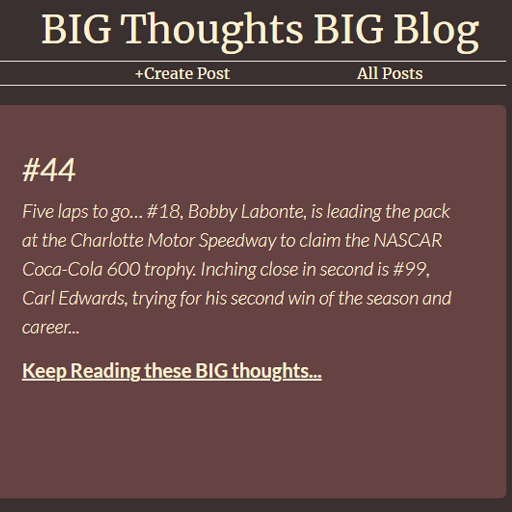 BIG Thoughts BIG Blog
+Create Post All Posts
#44
Five laps to go... #18, Bobby Labonte, is leading the pack
at the Charlotte Motor Speedway to claim the NASCAR
Coca-Cola 600 trophy. Inching close in second is #99,
Carl Edwards, trying for his second win of the season and
career...
Keep Reading these BIG thoughts...